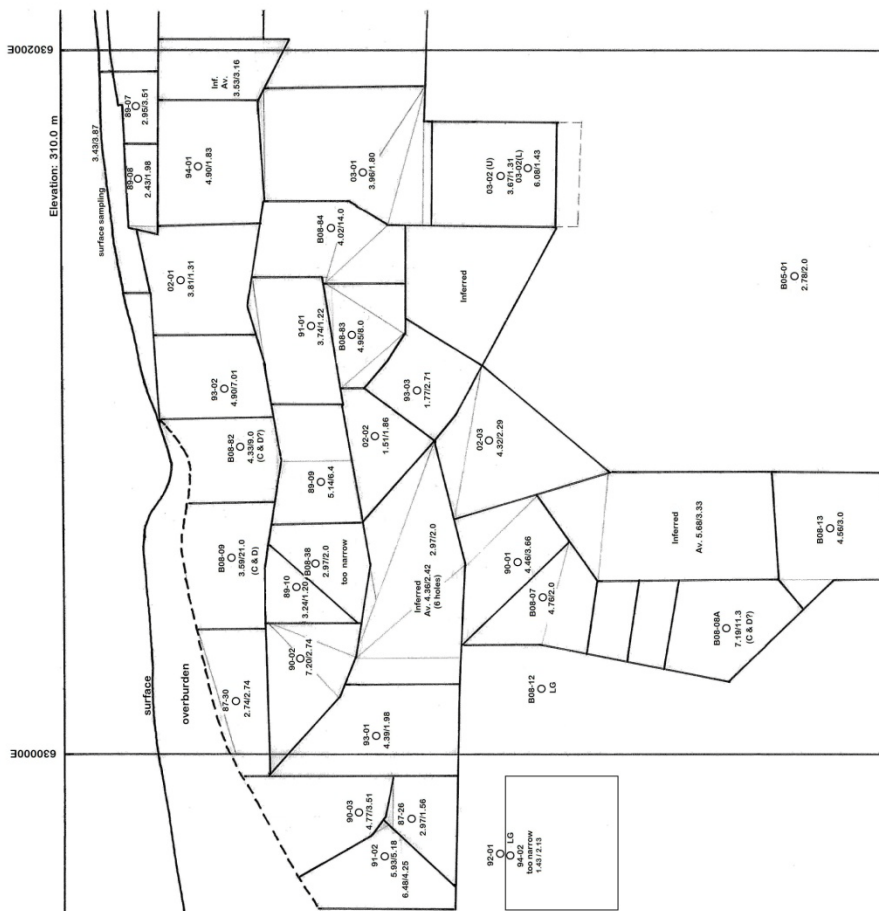 630200E
Elevation: 310.0 m
3.43/3.87
surface sampling
89-07
2.95/3.51
89-08
2.43/1.98
Inf.
Av.
3.53/3.16
94-01
4.90/1.83
03-01
3.96/1.80
03-02 (U)
3.67/1.31
03-02(L)
6.08/1.43
02-01
3.81/1.31
B08-84
4.02/14.0
Inferred
B05-01
2.78/2.0
91-01
3.74/1.22
B08-83
4.95/8.0
93-02
4.90/7.01
93-03
1.77/2.71
B08-82
4.33/9.0
(C & D?)
89-09
5.14/6.4
02-02
1.51/1.86
02-03
4.32/2.29
B08-09
3.59/21.0
(C & D)
B08-38
2.97/2.0
too narrow
89-10
3.24/1.20
2.97/2.0
Inferred
Av. 4.36/2.42
(6 holes)
90-01
4.46/3.66
B08-07
4.76/2.0
Inferred
Av. 5.68/3.33
B08-13
4.56/3.0
B08-08A
7.19/11.3
(C & D?)
surface
overburden
87-30
2.74/2.74
90-02
7.20/2.74
93-01
4.39/1.98
B08-12
LG
630000E
90-03
4.77/3.51
87-26
2.97/1.56
91-02
5.93/5.18
6.48/4.25
92-01
LG
94-02
too narrow
1.43 / 2.13